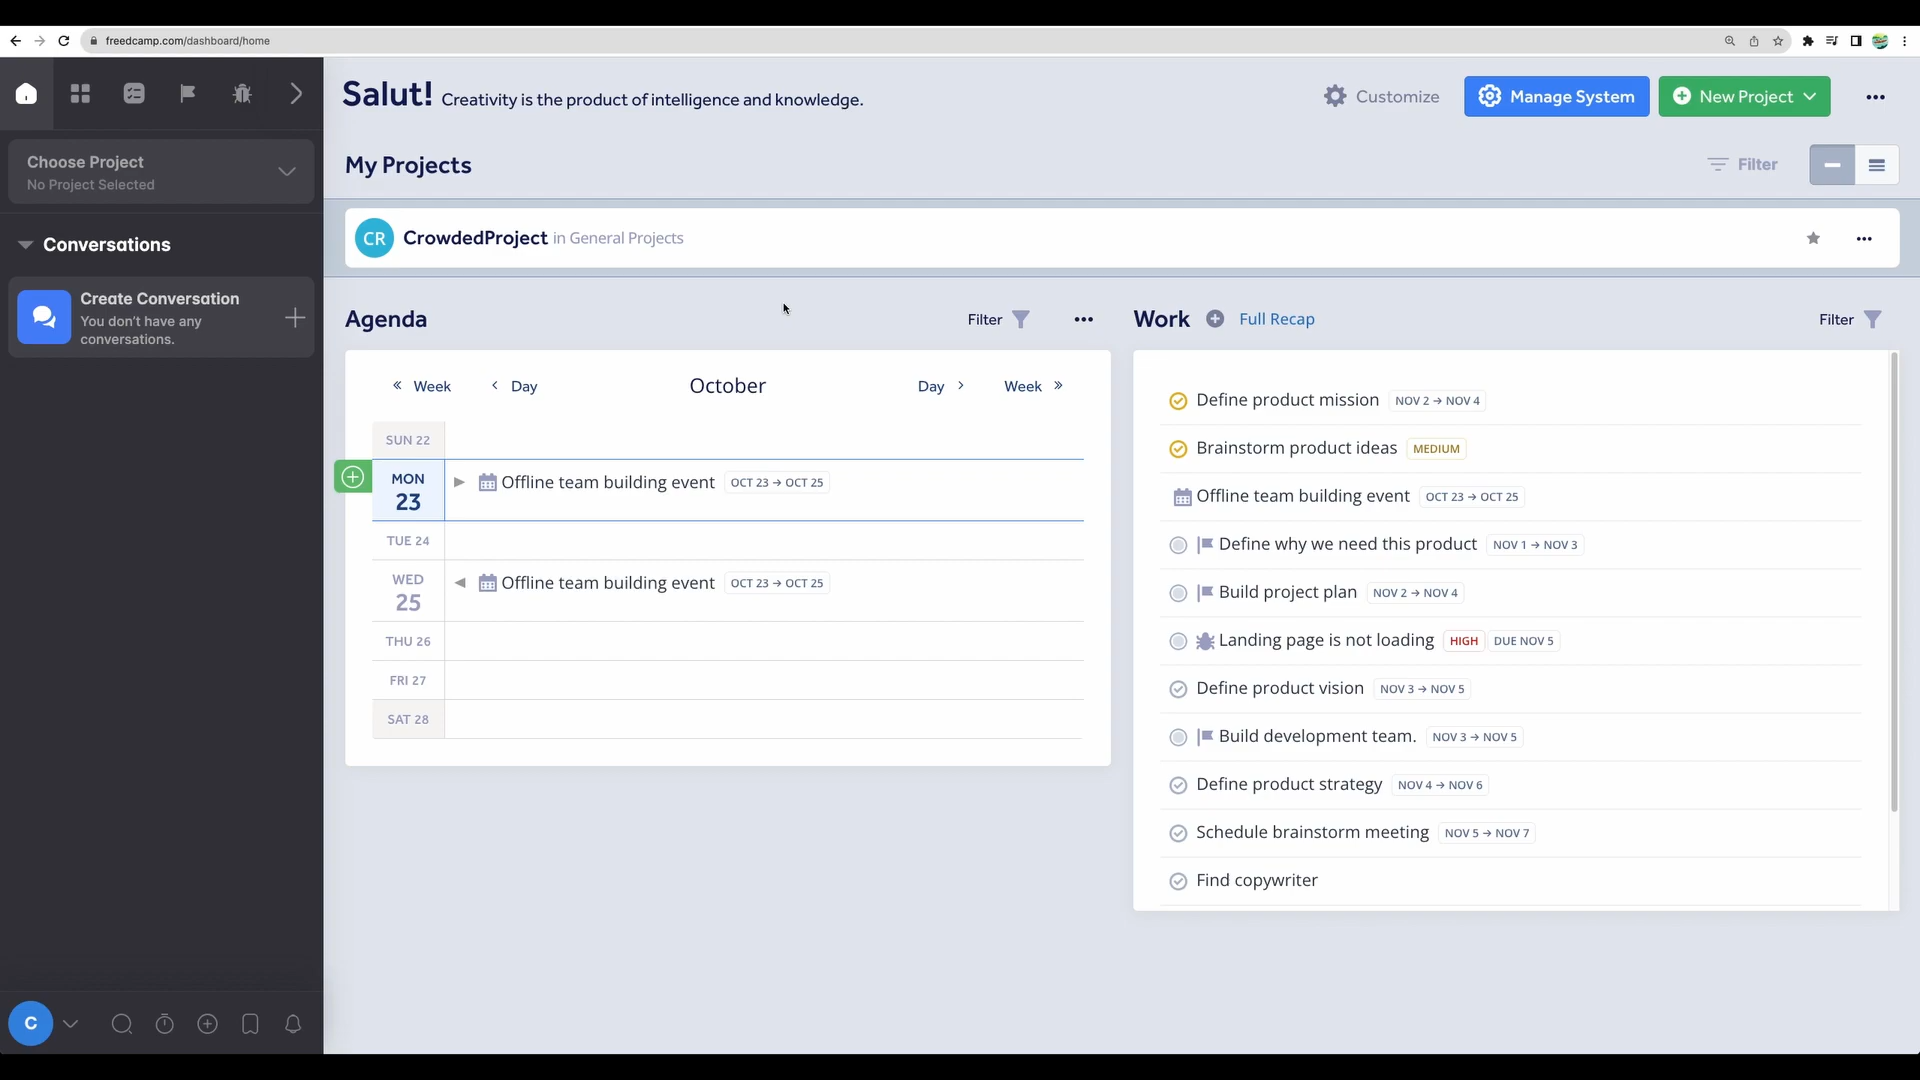 freedcamp.com/dashboard/home
Salut! Creativity is the product of intelligence and knowledge.
Customize
Manage System
New Project
Choose Project
No Project Selected
My Projects
Filter
Conversations
CR CrowdedProject in General Projects
Create Conversation
You don't have any
conversations.
Agenda
Filter
Week
Day
October
Day
Week
SUN 22
MON
23
Offline team building event OCT 23 → OCT 25
TUE 24
WED
25
Offline team building event OCT 23 → OCT 25
THU 26
FRI 27
SAT 28
Work
Full Recap
Filter
Define product mission NOV 2 → NOV 4
Brainstorm product ideas MEDIUM
Offline team building event OCT 23 → OCT 25
Define why we need this product NOV 1 → NOV 3
Build project plan NOV 2 → NOV 4
Landing page is not loading HIGH DUE NOV 5
Define product vision NOV 3 → NOV 5
Build development team. NOV 3 → NOV 5
Define product strategy NOV 4 → NOV 6
Schedule brainstorm meeting NOV 5 → NOV 7
Find copywriter
C